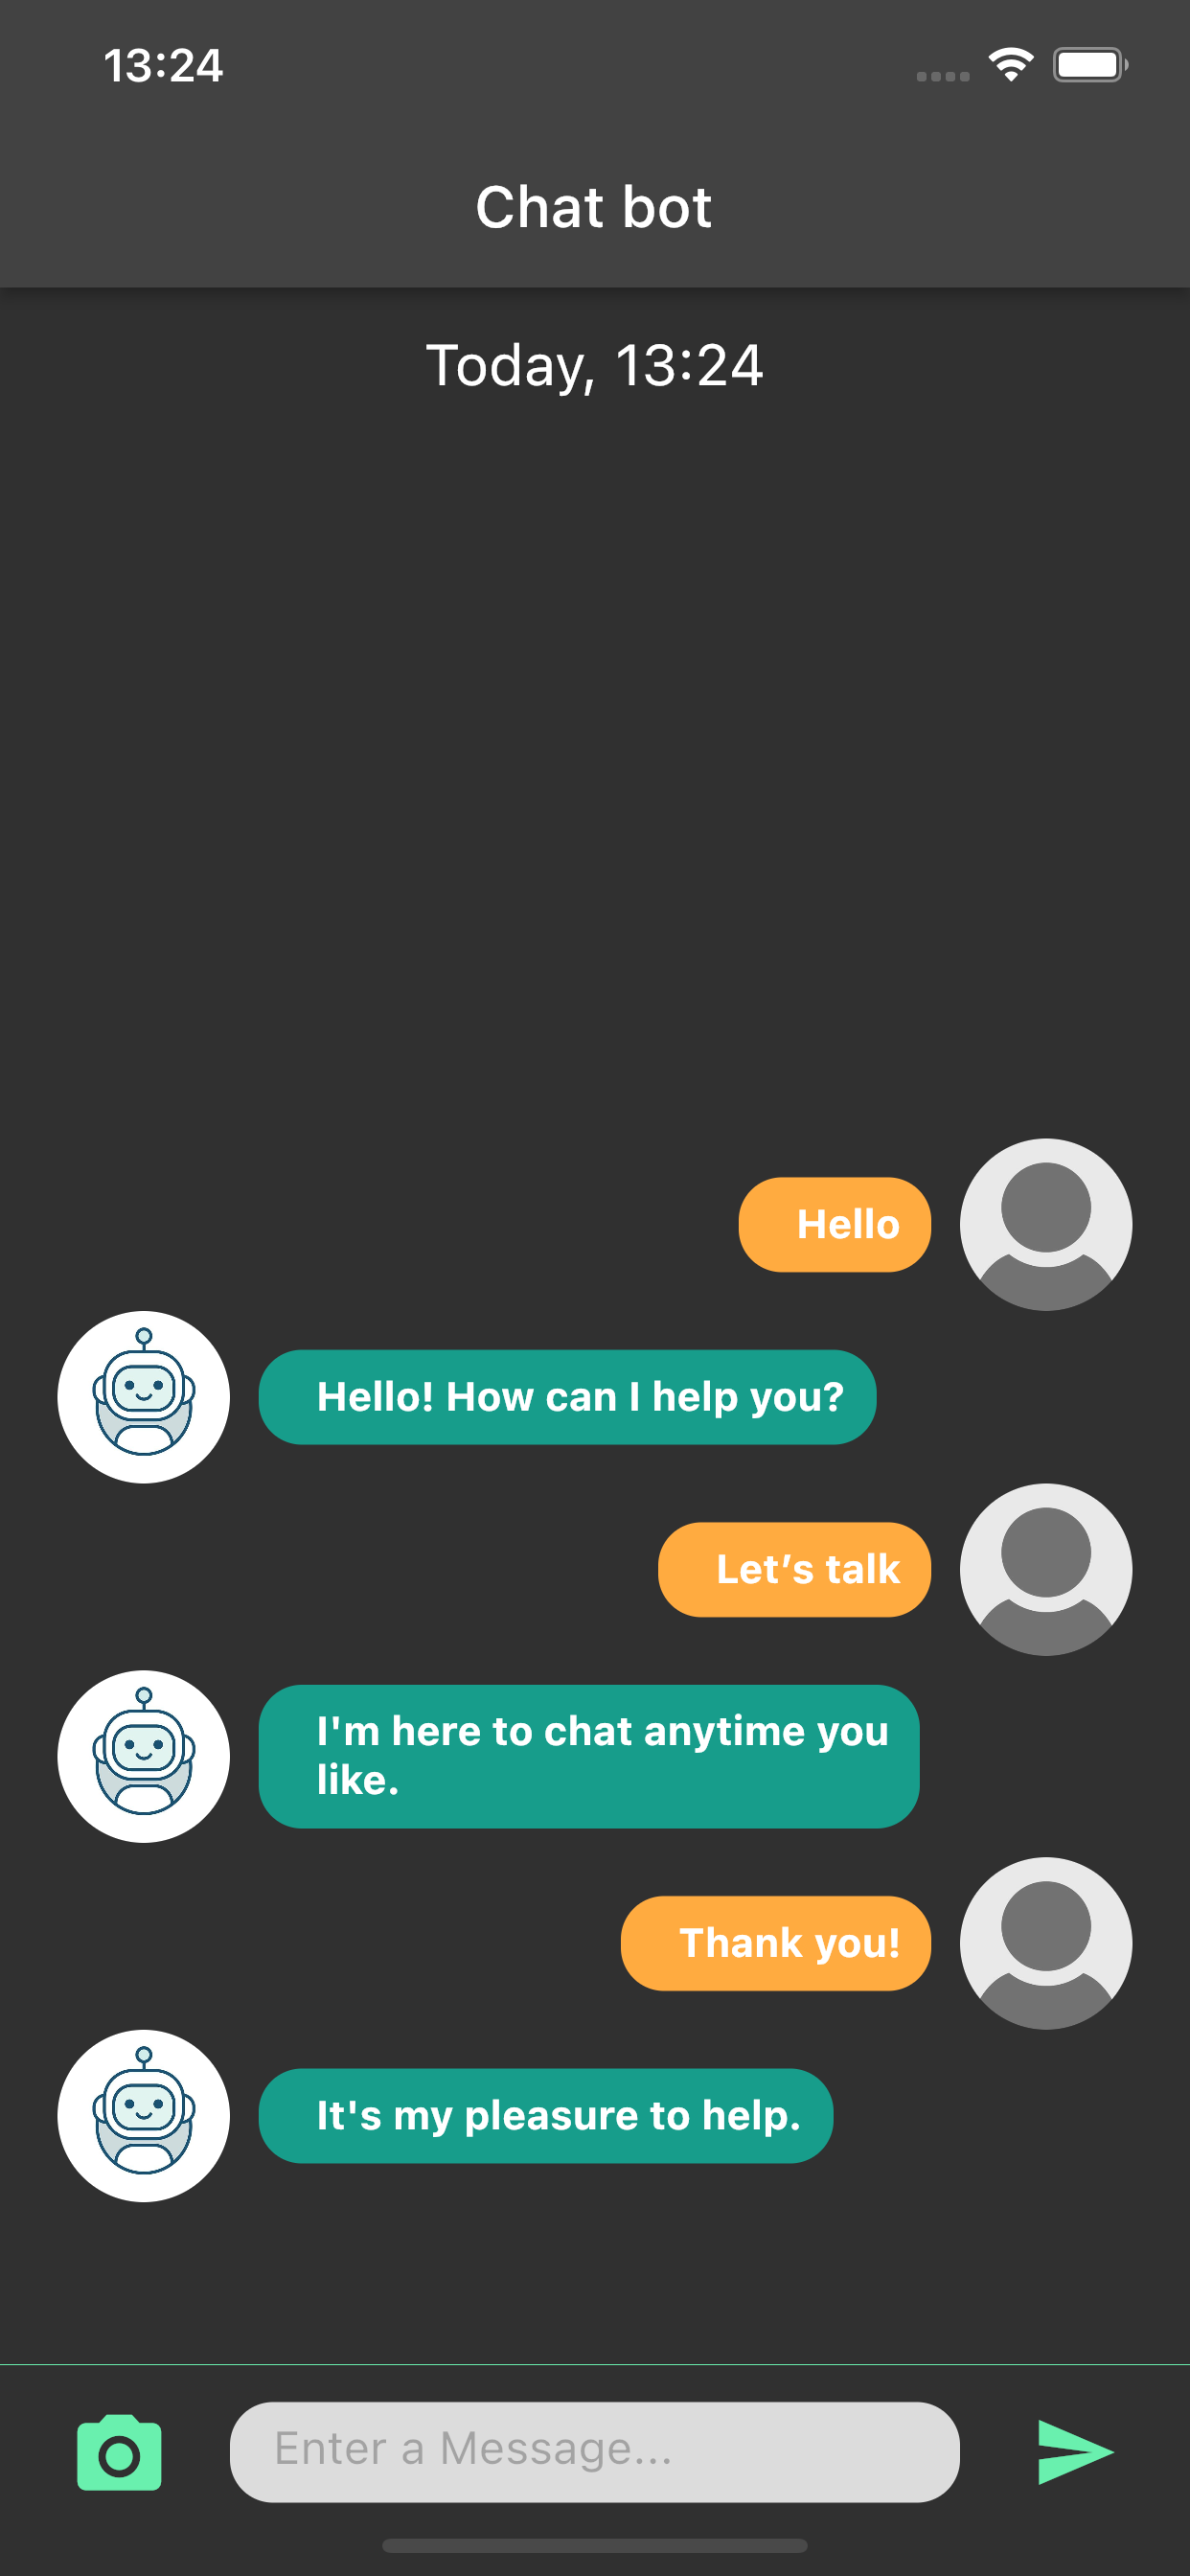 13:24
Chat bot
Today, 13:24
Hello
Hello! How can I help you?
Let’s talk
I'm here to chat anytime you
like.
Thank you!
It's my pleasure to help.
Enter a Message...